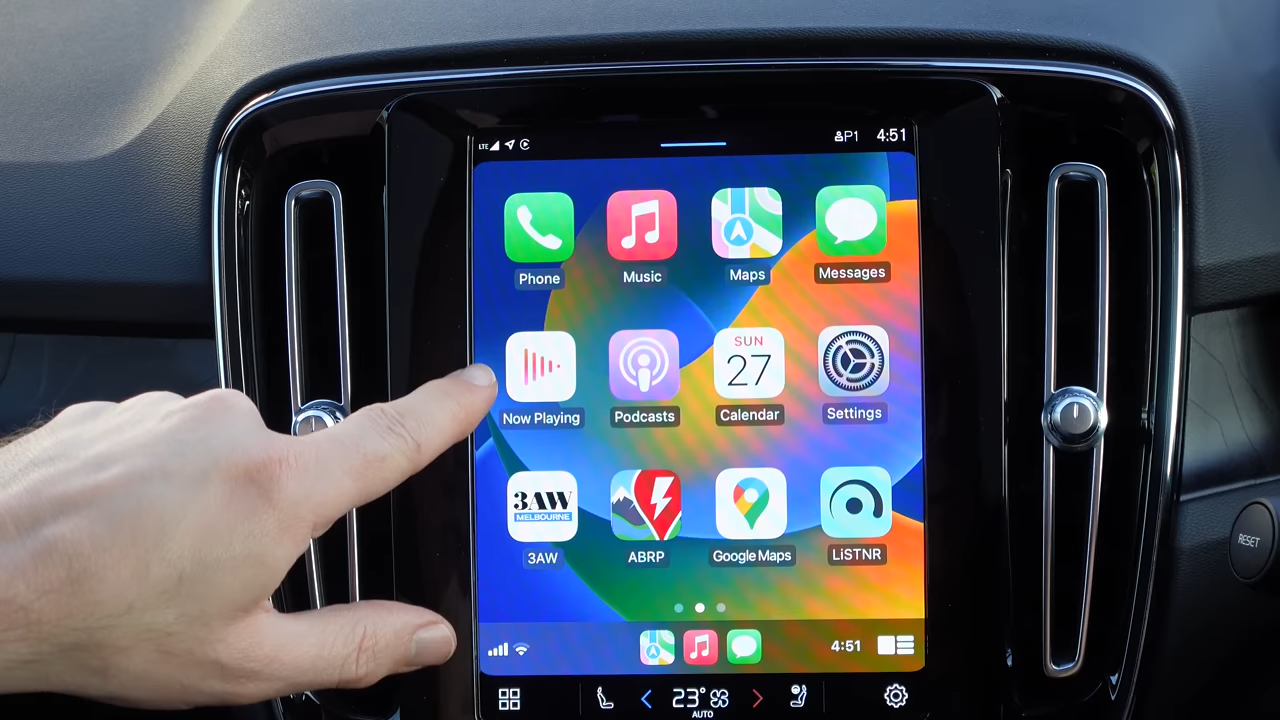 LTE
P1 4:51
Phone
Music
Maps
Messages
Now Playing
Podcasts
SUN
27
Calendar
Settings
3AW
MELBOURNE
3AW
ABRP
Google Maps
LiSTNR
4:51
23°
AUTO
RESET